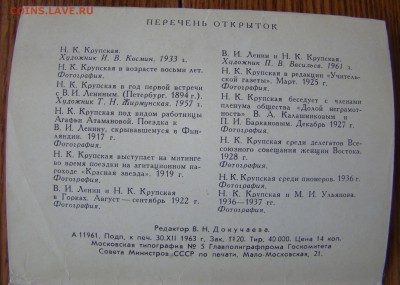 COINS.LAVE.RU
ПЕРЕЧЕНЬ ОТКРЫТОК
Н. К. Крупская.
Художник И. В. Космин. 1933 г.
Н. К. Крупская в возрасте восьми лет.
Фотография.
Н. К. Крупская в год первой встречи
с В. И. Лениным. (Петербург. 1894 г.)
Художник Т. Н. Жирмунская. 1957 г.
Н. К. Крупская под видом работницы
Агафьи Атамановой. Поездка к
В. И. Ленину, скрывавшемуся в Фин-
ляндии. 1917 г.
Фотография.
Н. К. Крупская выступает на митинге
во время поездки на агитационном па-
роходе «Красная звезда». 1919 г.
Фотография.
В. И. Ленин и Н. К. Крупская
в Горках. Август — сентябрь 1922 г.
Фотография.
В. И. Ленин и Н. К. Крупская.
Художник П. В. Васильев. 1961 г.
Н. К. Крупская в редакции «Учитель-
ской газеты». Март. 1925 г.
Фотография.
Н. К. Крупская беседует с членами
пленума общества «Долой неграмот-
ность» В. А. Калашниковым и
П. И. Воржановым. Декабрь 1927 г.
Фотография.
Н. К. Крупская среди делегаток Все-
союзного совещания женщин Востока.
1928 г.
Фотография.
Н. К. Крупская среди пионеров. 1936 г.
Фотография.
Н. К. Крупская и М. И. Ульянова.
1936—1937 гг.
Фотография.
Редактор В. Н. Докучаева.
А 11961. Подп. к печ. 30.XII 1963 г. Зак. 1120. Тир. 40.000. Цена 14 коп.
Московская типография № 5 Главполиграфпрома Госкомитета
Совета Министров СССР по печати. Мало-Московская, 21.